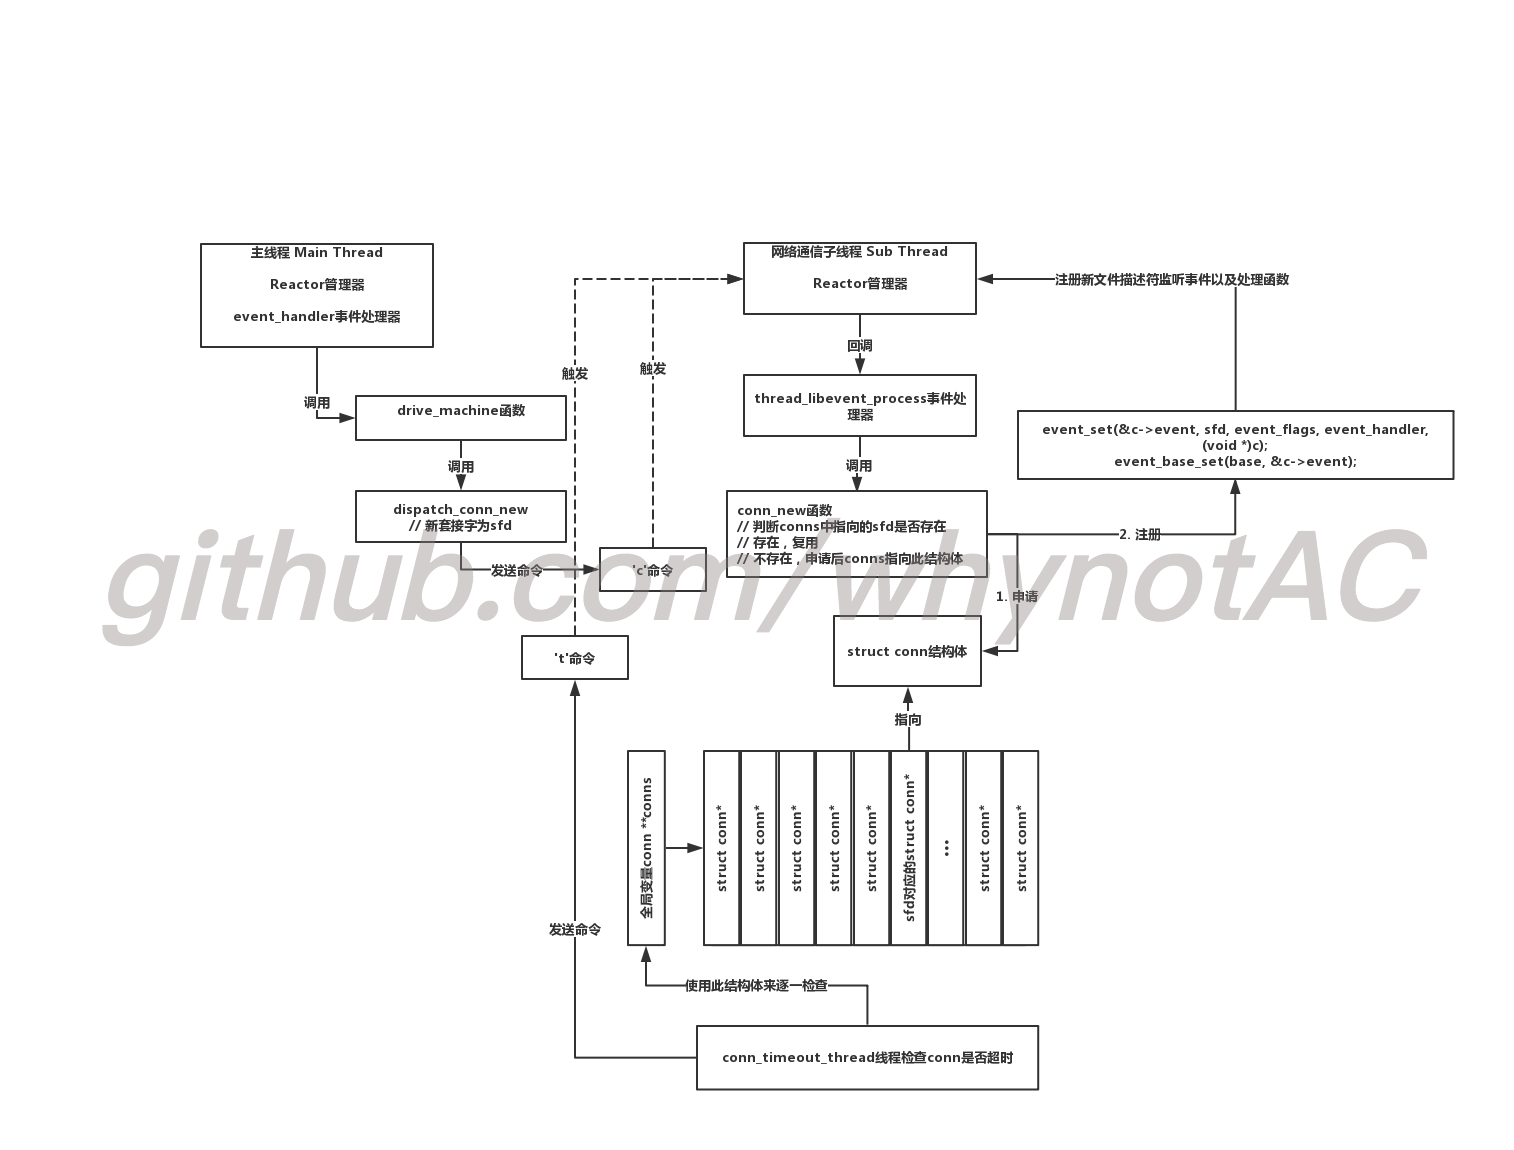 主线程 Main Thread
Reactor管理器
event_handler事件处理器
调用
drive_machine函数
调用
dispatch_conn_new
// 新套接字为sfd
发送命令
'c'命令
触发
触发
't'命令
网络通信子线程 Sub Thread
Reactor管理器
回调
thread_libevent_process事件处
理器
调用
conn_new函数
// 判断conns中指向的sfd是否存在
// 存在，复用
// 不存在，申请后conns指向此结构体
注册新文件描述符监听事件以及处理函数
event_set(&c->event, sfd, event_flags, event_handler,
(void *)c);
event_base_set(base, &c->event);
2. 注册
1. 申请
struct conn结构体
指向
全局变量conn **conns
struct conn*
struct conn*
struct conn*
struct conn*
struct conn*
sfd对应的struct conn*
...
struct conn*
struct conn*
发送命令
使用此结构体来逐一检查
conn_timeout_thread线程检查conn是否超时
github.com/whynotAC